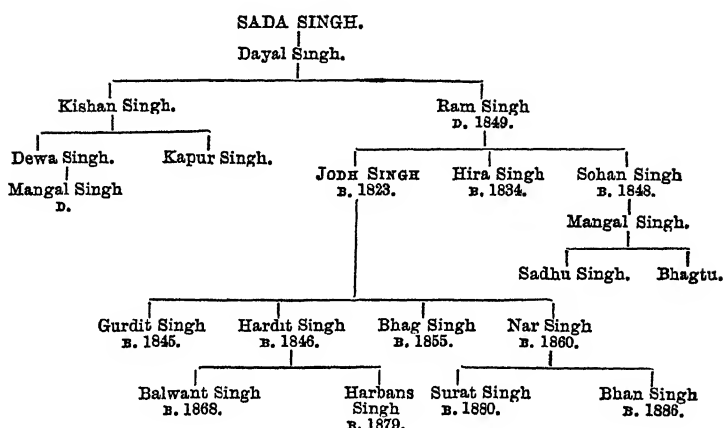 SADA SINGH.
Dayal Singh.
Kishan Singh. Ram Singh
D. 1849.
Dewa Singh. Kapur Singh. JODH SINGH Hira Singh Sohan Singh
Mangal Singh B. 1823. B. 1834. B. 1848.
D.
Mangal Singh.
Sadhu Singh. Bhagtu.
Gurdit Singh Hardit Singh Bhag Singh Nar Singh
B. 1845. B. 1846. B. 1855. B. 1860.
Balwant Singh Harbans Surat Singh Bhan Singh
B. 1868. Singh B. 1880. B. 1886.
B. 1879.